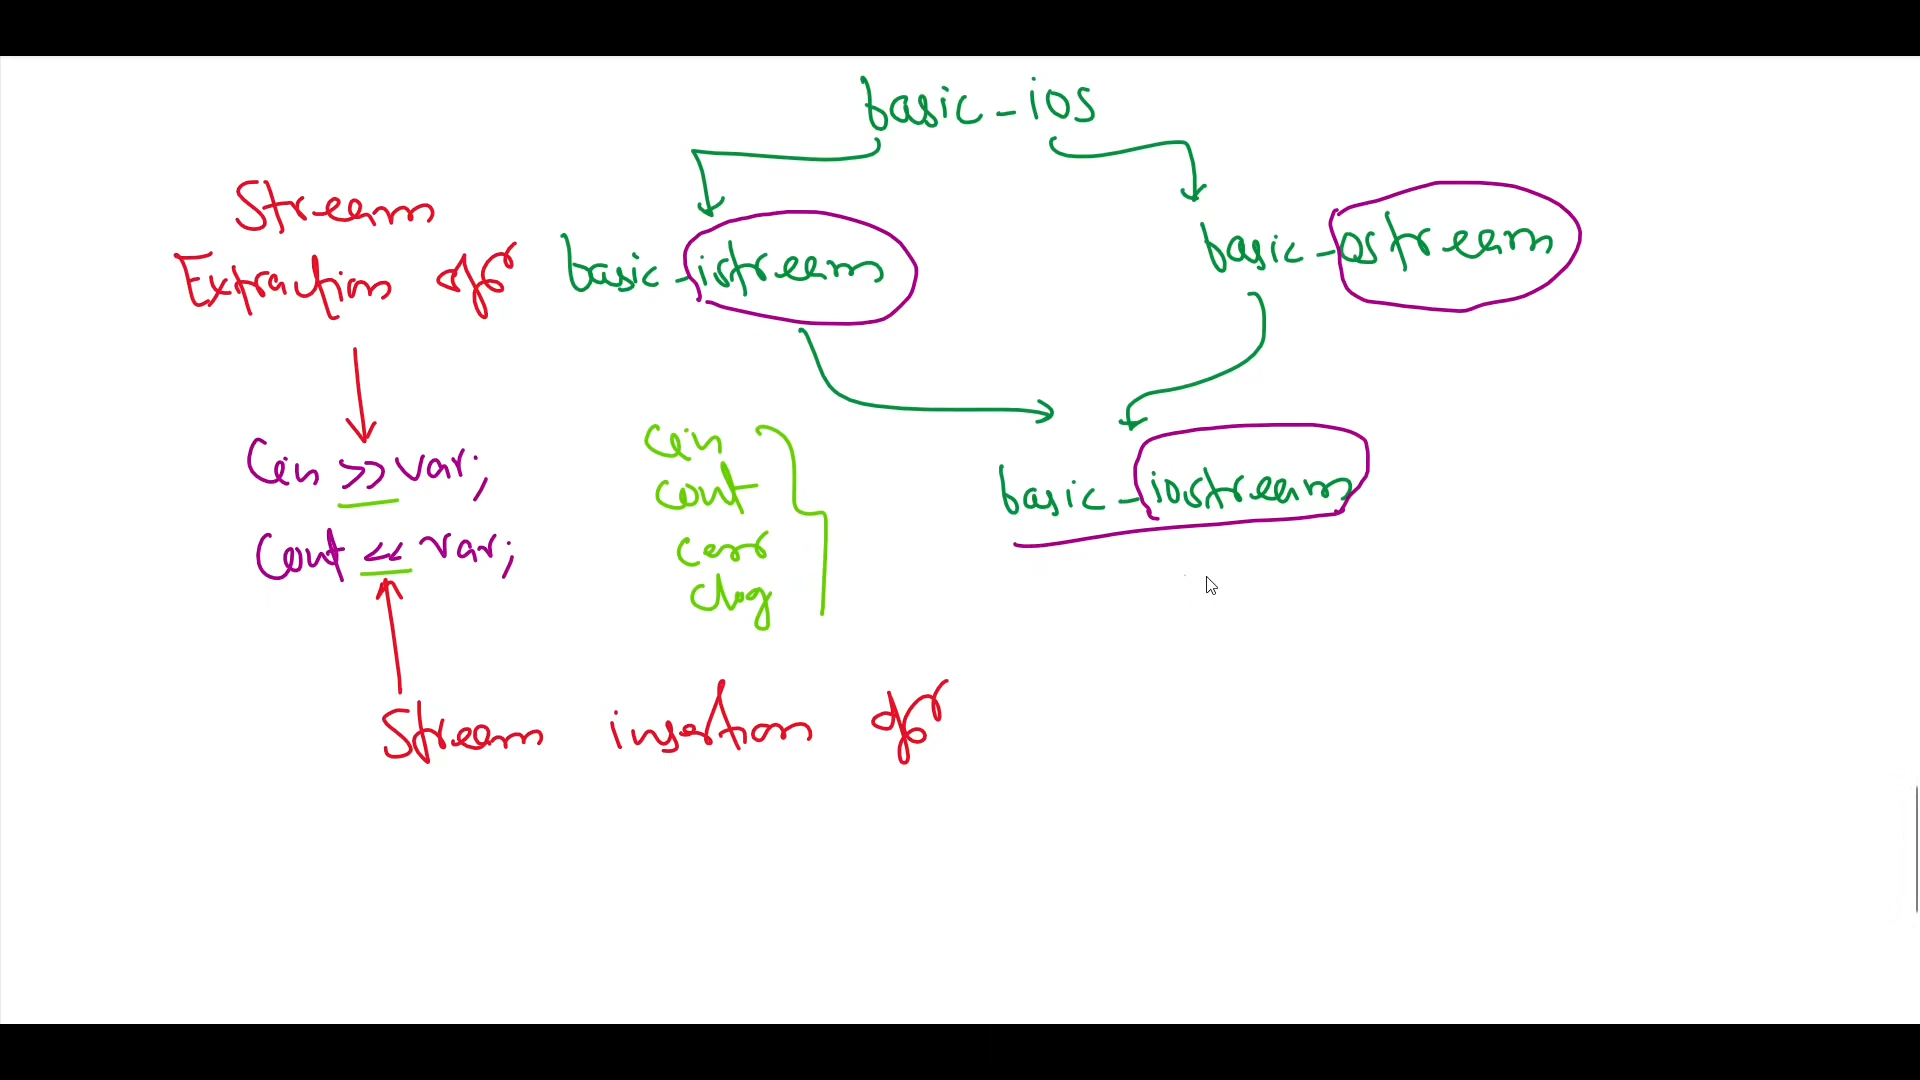 basic-ios
Stream
Extraction opr
basic-istream
basic-ostream
Cin >> var;
Cout << var;
Cin
Cout
cerr
clog
basic-iostream
Stream insertion opr